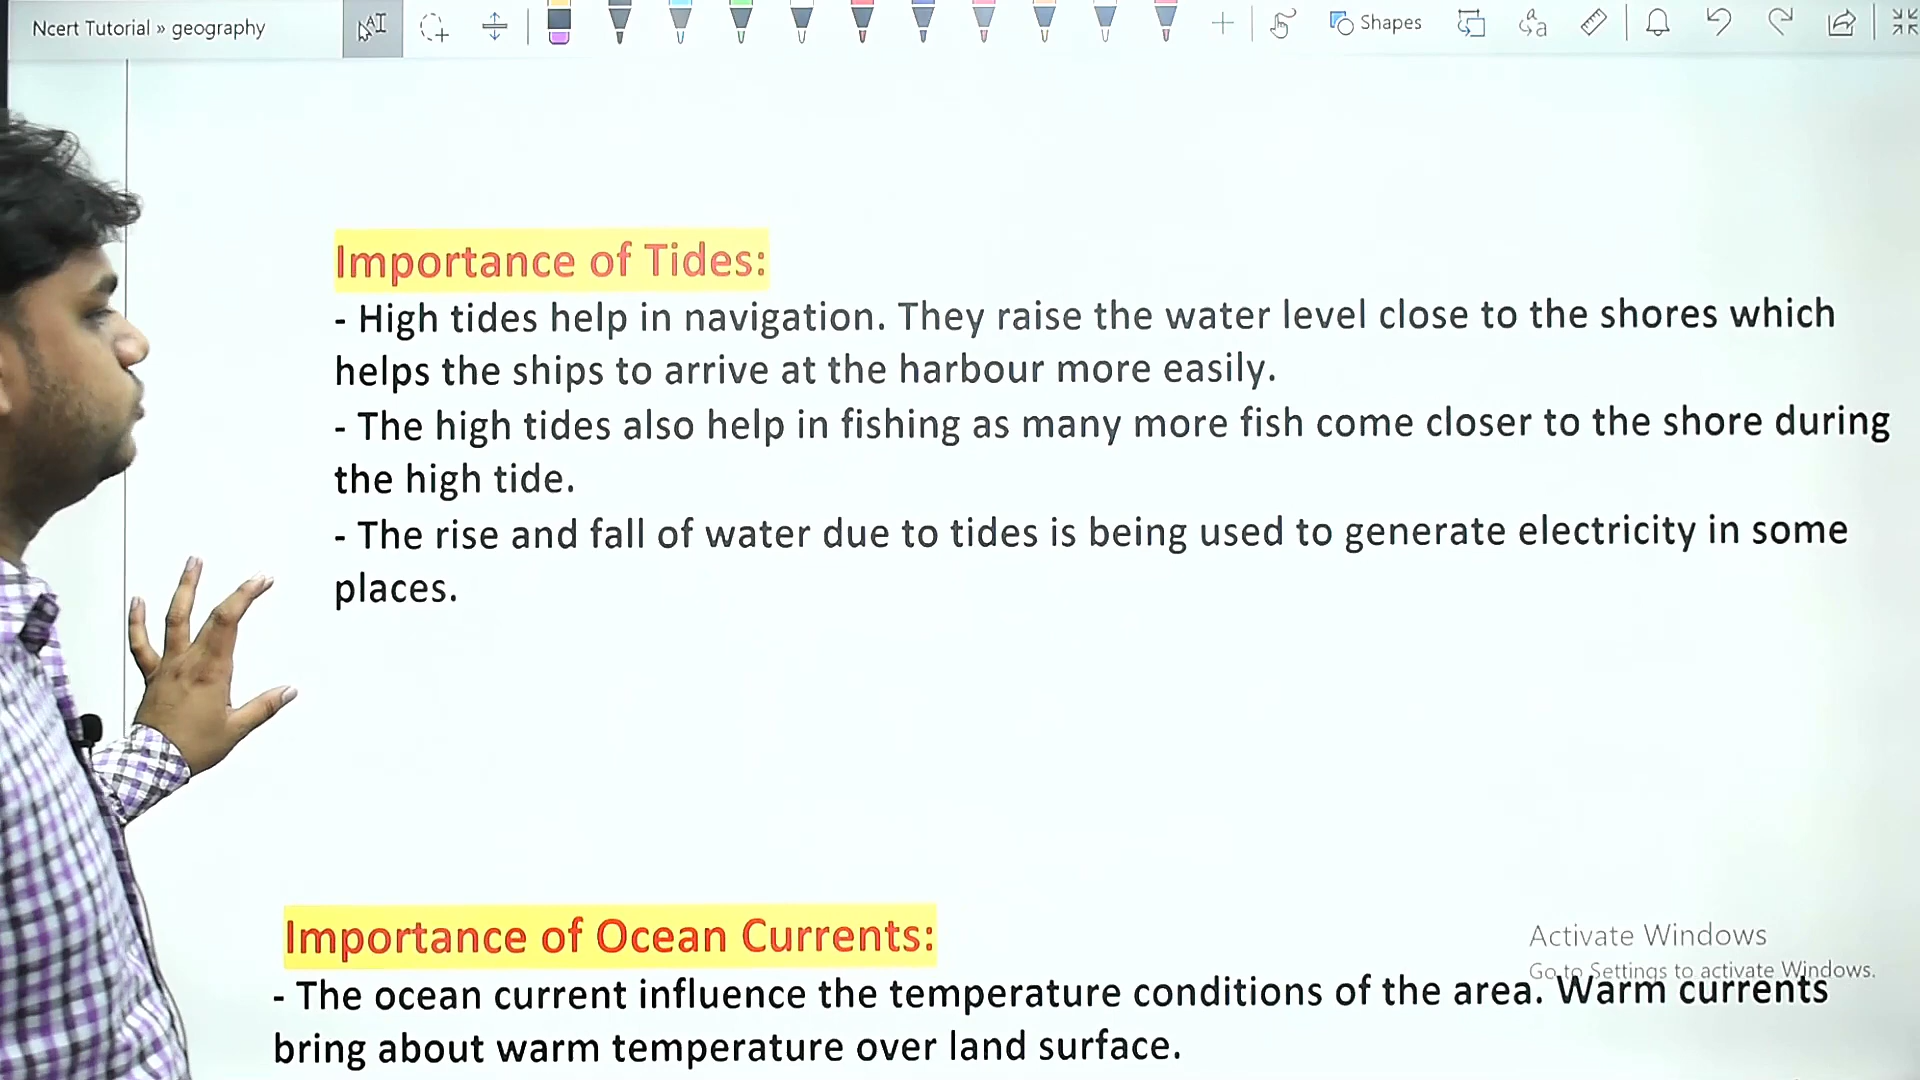 Ncert Tutorial » geography
Shapes
Importance of Tides:
- High tides help in navigation. They raise the water level close to the shores which
helps the ships to arrive at the harbour more easily.
- The high tides also help in fishing as many more fish come closer to the shore during
the high tide.
- The rise and fall of water due to tides is being used to generate electricity in some
places.
Importance of Ocean Currents:
Activate Windows
Go to Settings to activate Windows.
- The ocean current influence the temperature conditions of the area. Warm currents
bring about warm temperature over land surface.